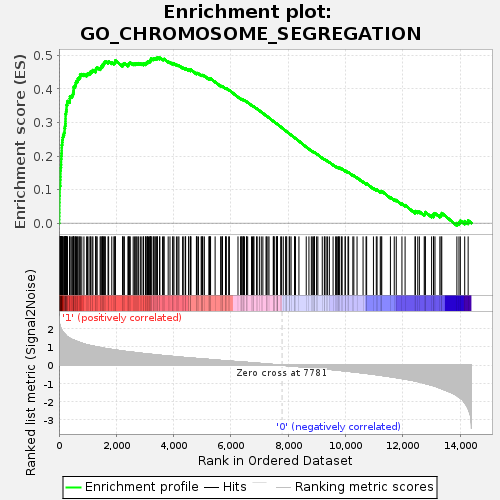 Enrichment plot:
GO_CHROMOSOME_SEGREGATION
Enrichment score (ES)
0.5
0.4
0.3
0.2
0.1
0.0
'1' (positively correlated)
Ranked list metric (Signal2Noise)
2
1
0
-1
-2
-3
Zero cross at 7781
'0' (negatively correlated)
0
2,000
4,000
6,000
8,000
10,000
12,000
14,000
Rank in Ordered Dataset
Enrichment profile
Hits
Ranking metric scores